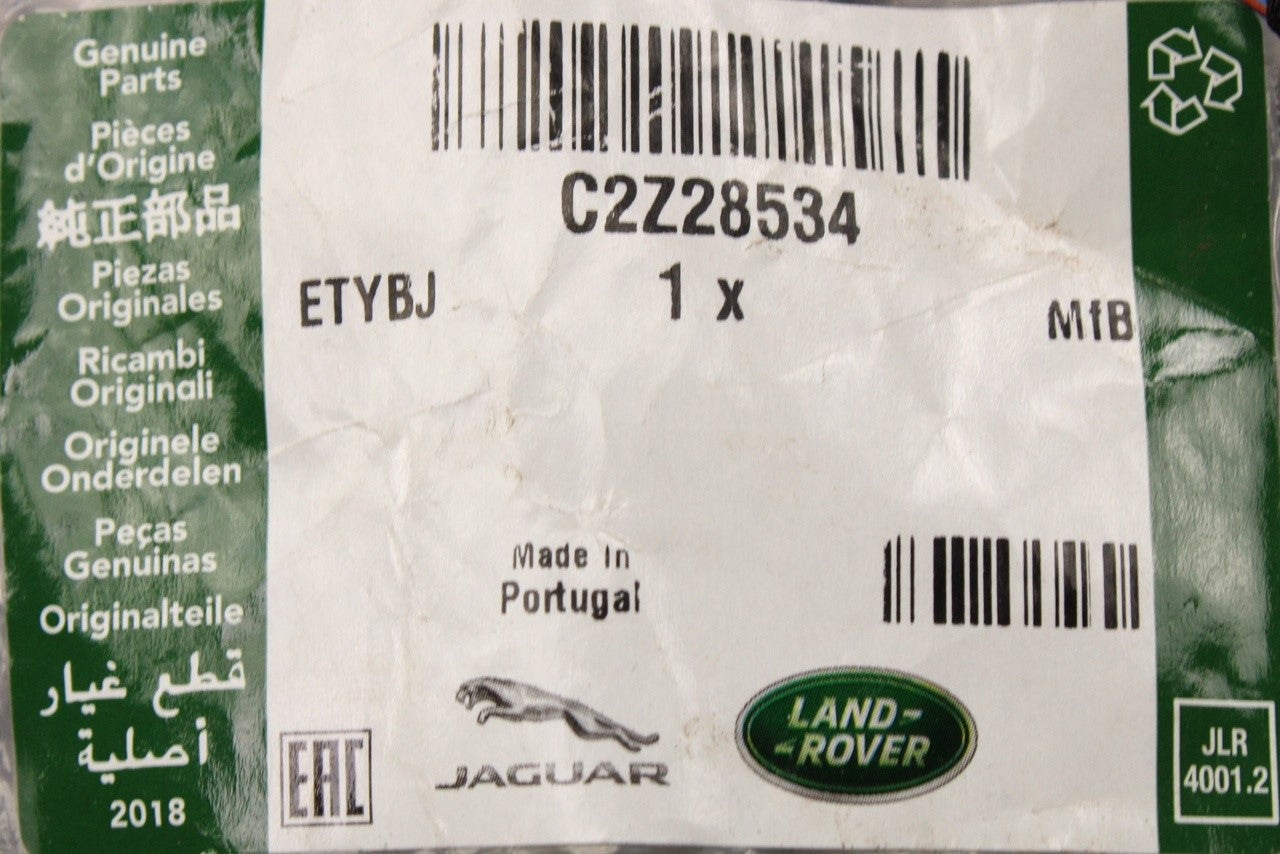 Genuine
Parts
Pièces
d'Origine
純正部品
Piezas
Originales
Ricambi
Originali
Originele
Onderdelen
Peças
Genuinas
Originalteile
قطع غيار
أصلية
2018
C2Z28534
ETYBJ
1 x
MfB
Made In
Portugal
EAC
JAGUAR
LAND-
-ROVER
JLR
4001.2